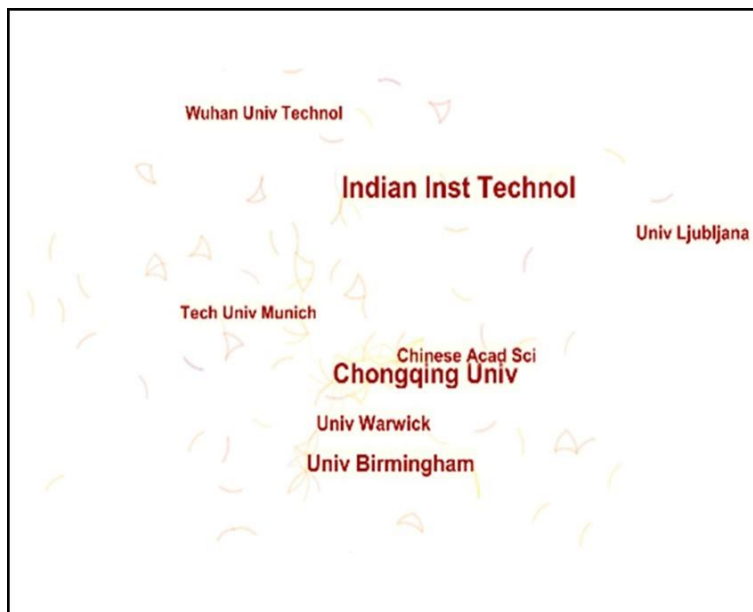 Wuhan Univ Technol
Indian Inst Technol
Univ Ljubljana
Tech Univ Munich
Chinese Acad Sci
Chongqing Univ
Univ Warwick
Univ Birmingham